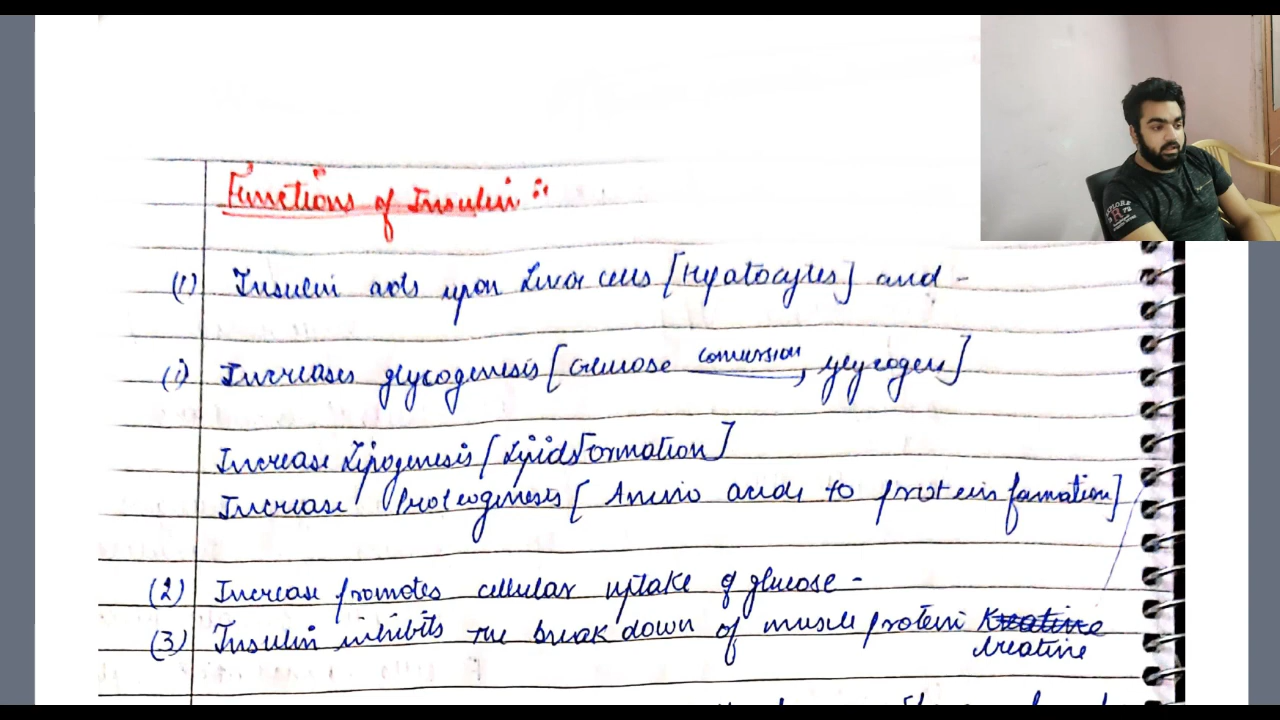 Functions of Insulin :-
(1) Insulin acts upon Liver cells [Hepatocytes] and -
(i) Increases glycogenesis [Glucose conversion → glycogen]
Increase Lipogenesis [Lipids Formation]
Increase Proteogenesis [Amino acids to protein formation]
(2) Increase promotes cellular uptake of glucose -
(3) Insulin inhibits the break down of muscle protein
creatine